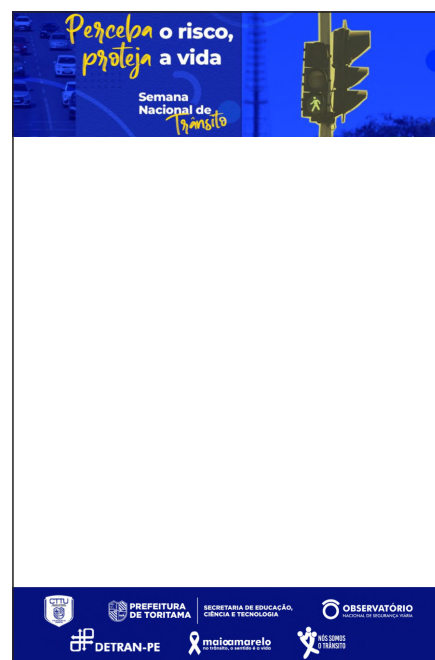 Perceba o risco,
proteja a vida
Semana
Nacional de
Trânsito
CTTU
PREFEITURA
DE TORITAMA
SECRETARIA DE EDUCAÇÃO,
CIÊNCIA E TECNOLOGIA
OBSERVATÓRIO
NACIONAL DE SEGURANÇA VIÁRIA
DETRAN-PE
maioamarelo
no trânsito, o sentido é a vida
NÓS SOMOS
O TRÂNSITO